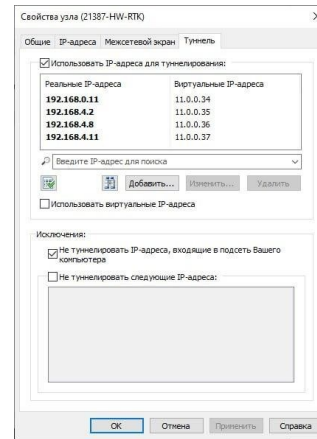 Свойства узла (21387-HW-RTK)
Общие IP-адреса Межсетевой экран Туннель
Использовать IP-адреса для туннелирования:
Реальные IP-адреса Виртуальные IP-адреса
192.168.0.11 11.0.0.34
192.168.4.2 11.0.0.35
192.168.4.8 11.0.0.36
192.168.4.11 11.0.0.37
Введите IP-адрес для поиска
Добавить... Изменить... Удалить
Использовать виртуальные IP-адреса
Исключения:
Не туннелировать IP-адреса, входящие в подсеть Вашего
компьютера
Не туннелировать следующие IP-адреса:
ОК Отмена Применить Справка